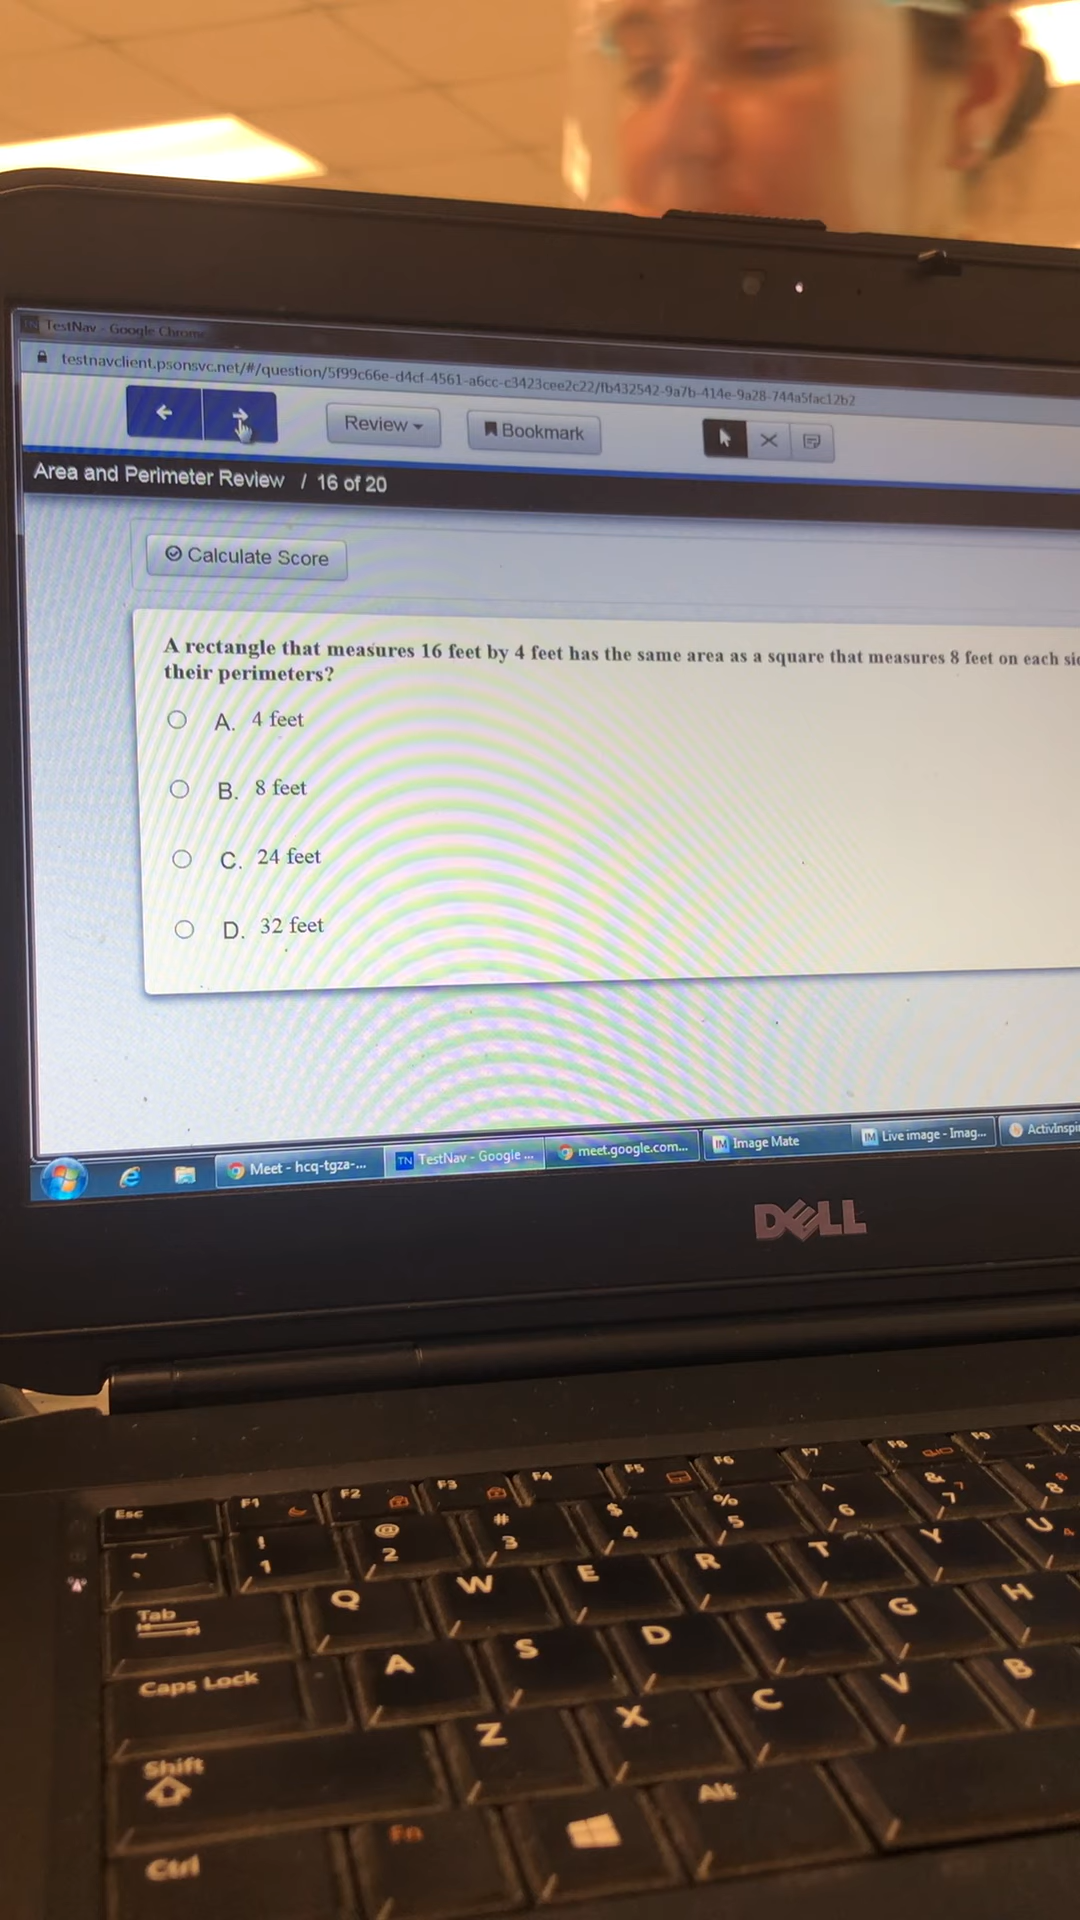 TestNav - Google Chrome
testnavclient.psonsvc.net/#/question/5f99c66e-d4cf-4561-a6cc-c3423cee2c22/fb432542-9a7b-414e-9a28-744a5fac12b2
Review
Bookmark
Area and Perimeter Review / 16 of 20
Calculate Score
A rectangle that measures 16 feet by 4 feet has the same area as a square that measures 8 feet on each
their perimeters?
A. 4 feet
B. 8 feet
C. 24 feet
D. 32 feet
Meet - hcq-tgza-...
TN TestNav - Google ...
meet.google.com...
IM Image Mate
IM Live image - Imag...
DELL
Esc F1 F2 F3 F4 F5 F6 F7 F8 F9 F10
~ ! 1 @ 2 # 3 $ 4 % 5 ^ 6 & 7 * 8
Tab Q W E R T Y U
Caps Lock A S D F G H
Shift Z X C V B
Ctrl Fn Alt